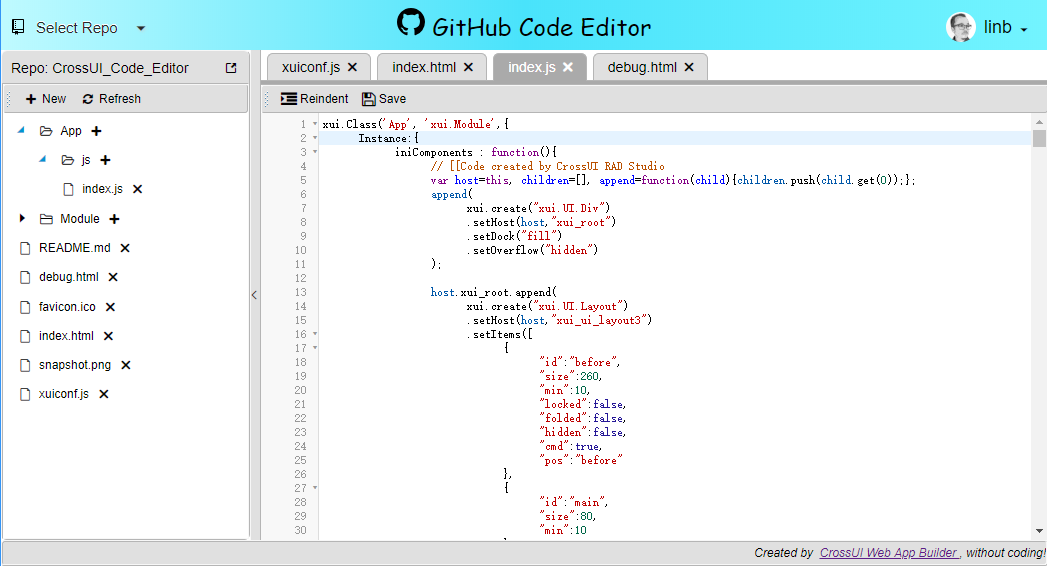 Select Repo
GitHub Code Editor
linb
Repo: CrossUI_Code_Editor
New Refresh
App
js
index.js
Module
README.md
debug.html
favicon.ico
index.html
snapshot.png
xuiconf.js
xuiconf.js index.html index.js debug.html
Reindent Save
1 xui.Class('App', 'xui.Module',{
2 Instance:{
3 iniComponents : function(){
4 // [[Code created by CrossUI RAD Studio
5 var host=this, children=[], append=function(child){children.push(child.get(0));};
6 append(
7 xui.create("xui.UI.Div")
8 .setHost(host,"xui_root")
9 .setDock("fill")
10 .setOverflow("hidden")
11 );
12
13 host.xui_root.append(
14 xui.create("xui.UI.Layout")
15 .setHost(host,"xui_ui_layout3")
16 .setItems([
17 {
18 "id":"before",
19 "size":260,
20 "min":10,
21 "locked":false,
22 "folded":false,
23 "hidden":false,
24 "cmd":true,
25 "pos":"before"
26 },
27 {
28 "id":"main",
29 "size":80,
30 "min":10
Created by CrossUI Web App Builder , without coding!